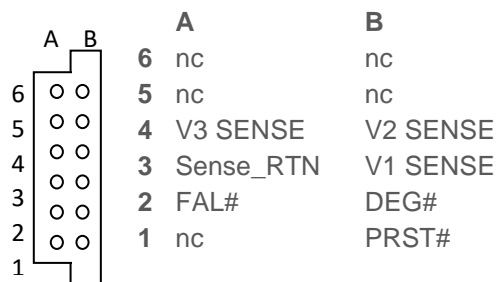 A B
6
5
4
3
2
1
A B
6 nc nc
5 nc nc
4 V3 SENSE V2 SENSE
3 Sense_RTN V1 SENSE
2 FAL# DEG#
1 nc PRST#